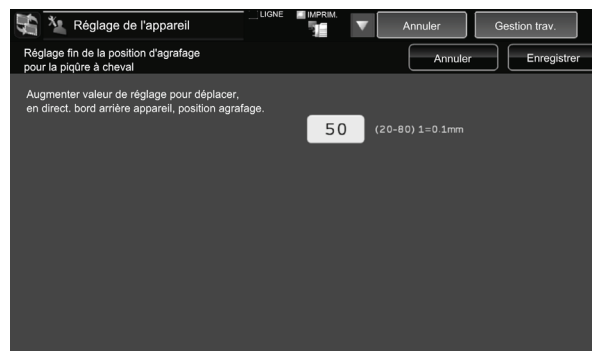 Réglage de l'appareil
LIGNE
IMPRIM.
Annuler
Gestion trav.
Réglage fin de la position d'agrafage
pour la piqûre à cheval
Annuler
Enregistrer
Augmenter valeur de réglage pour déplacer,
en direct. bord arrière appareil, position agrafage.
50 (20-80) 1=0.1mm